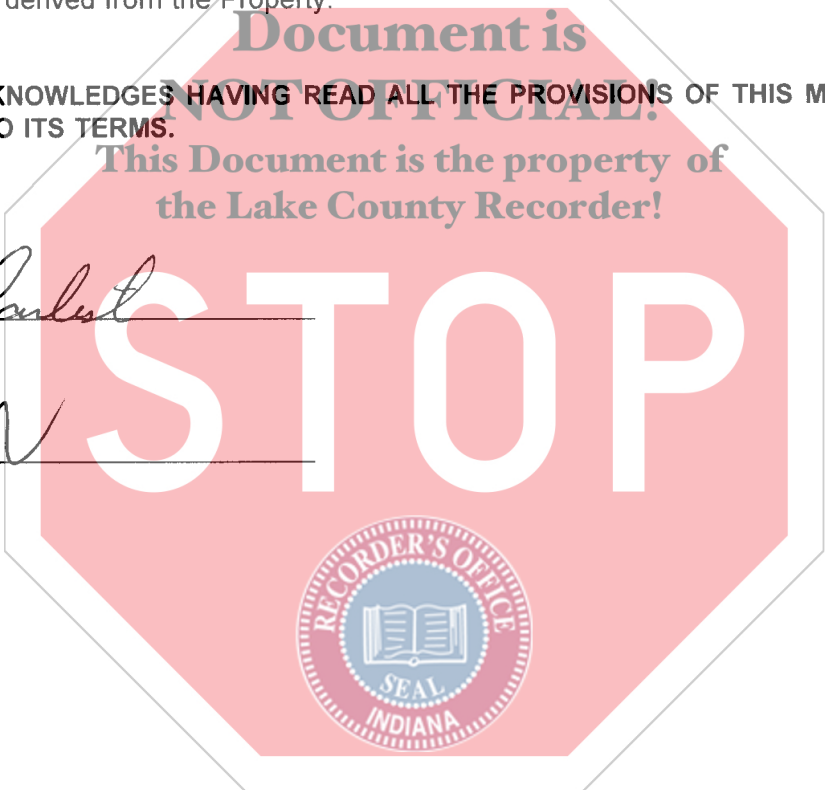 derived from the Property.
Document is
NOT OFFICIAL!
KNOWLEDGES HAVING READ ALL THE PROVISIONS OF THIS M
O ITS TERMS.
This Document is the property of
the Lake County Recorder!
STOP
RECORDER'S OFFICE
SEAL
INDIANA